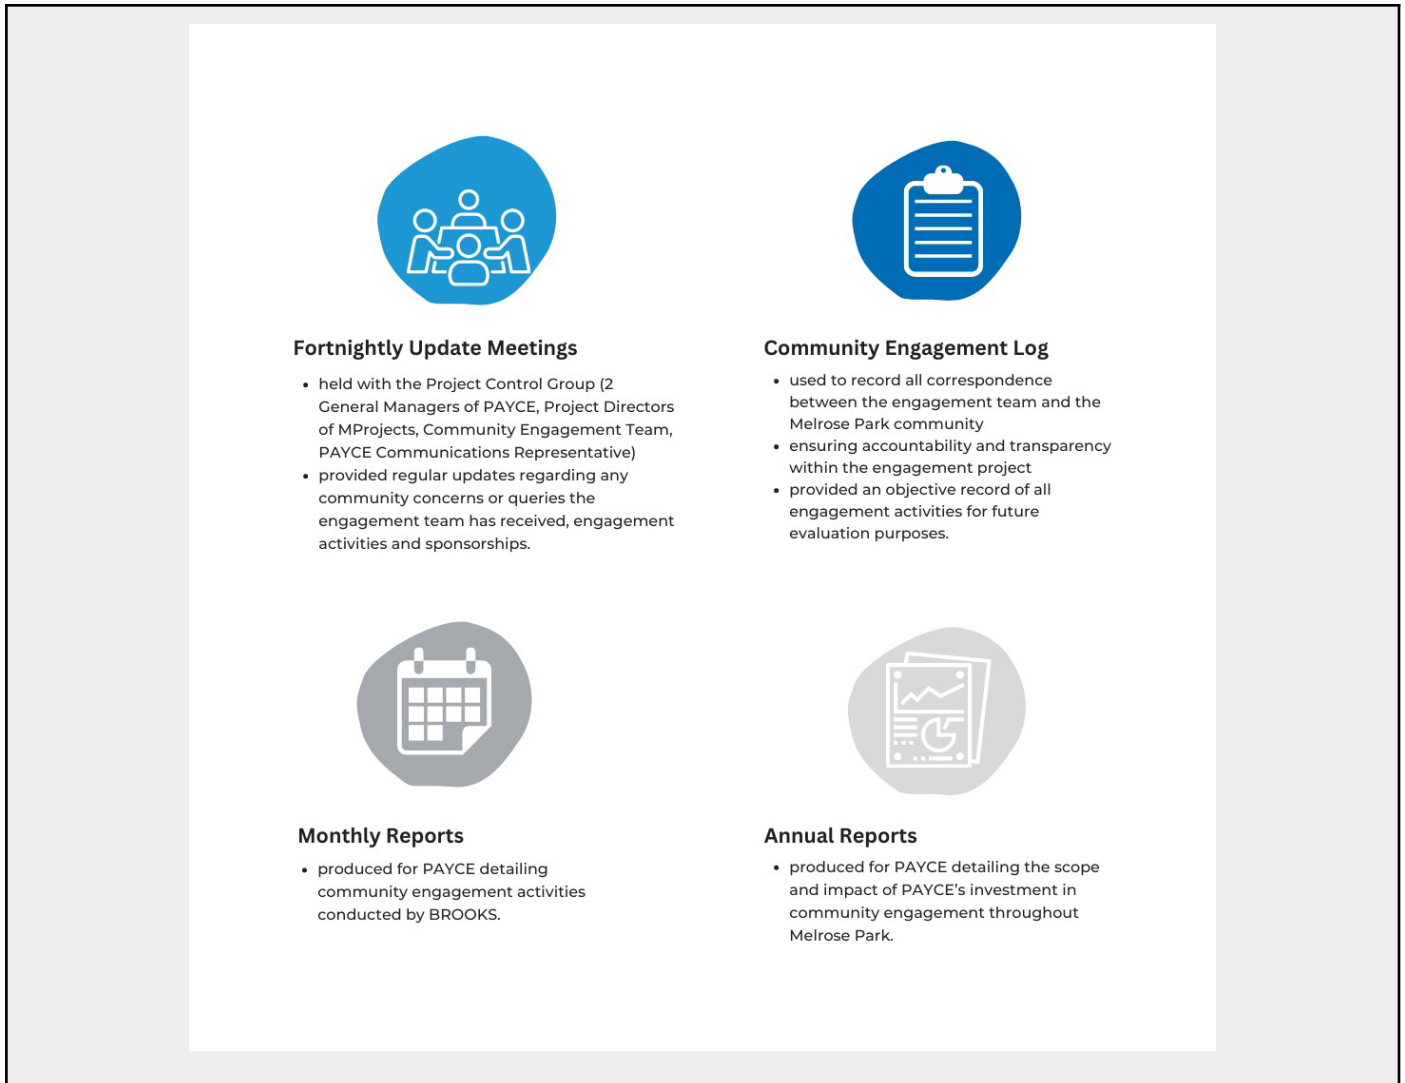 Fortnightly Update Meetings
• held with the Project Control Group (2
General Managers of PAYCE, Project Directors
of MProjects, Community Engagement Team,
PAYCE Communications Representative)
• provided regular updates regarding any
community concerns or queries the
engagement team has received, engagement
activities and sponsorships.
Community Engagement Log
• used to record all correspondence
between the engagement team and the
Melrose Park community
• ensuring accountability and transparency
within the engagement project
• provided an objective record of all
engagement activities for future
evaluation purposes.
Monthly Reports
• produced for PAYCE detailing
community engagement activities
conducted by BROOKS.
Annual Reports
• produced for PAYCE detailing the scope
and impact of PAYCE’s investment in
community engagement throughout
Melrose Park.